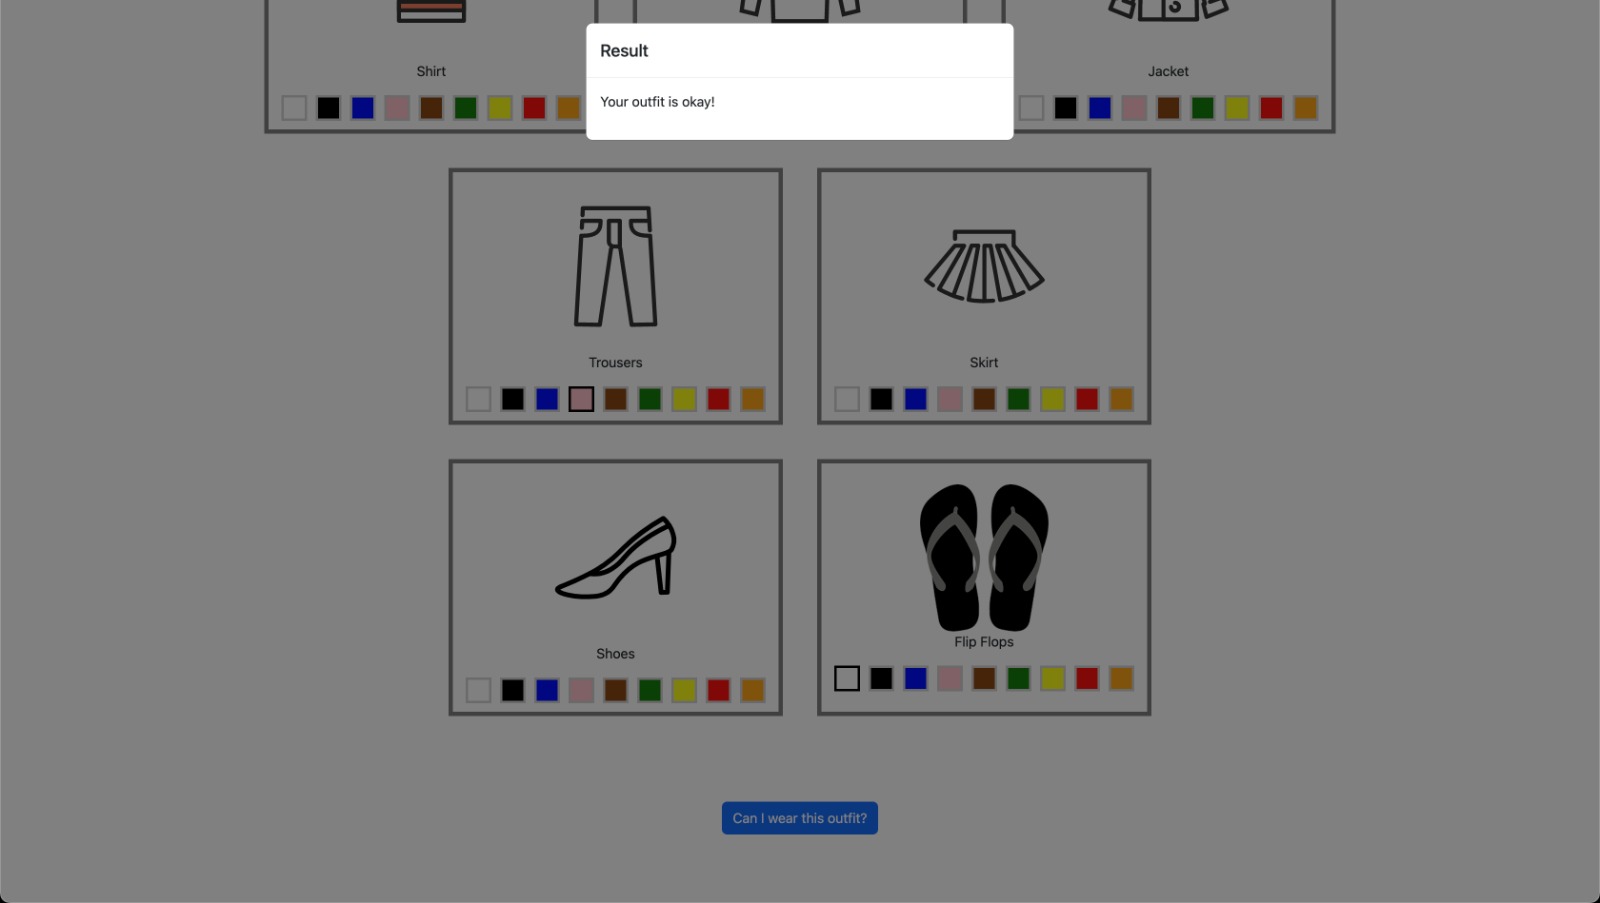 Result
Your outfit is okay!
Shirt
Jacket
Trousers
Skirt
Shoes
Flip Flops
Can I wear this outfit?